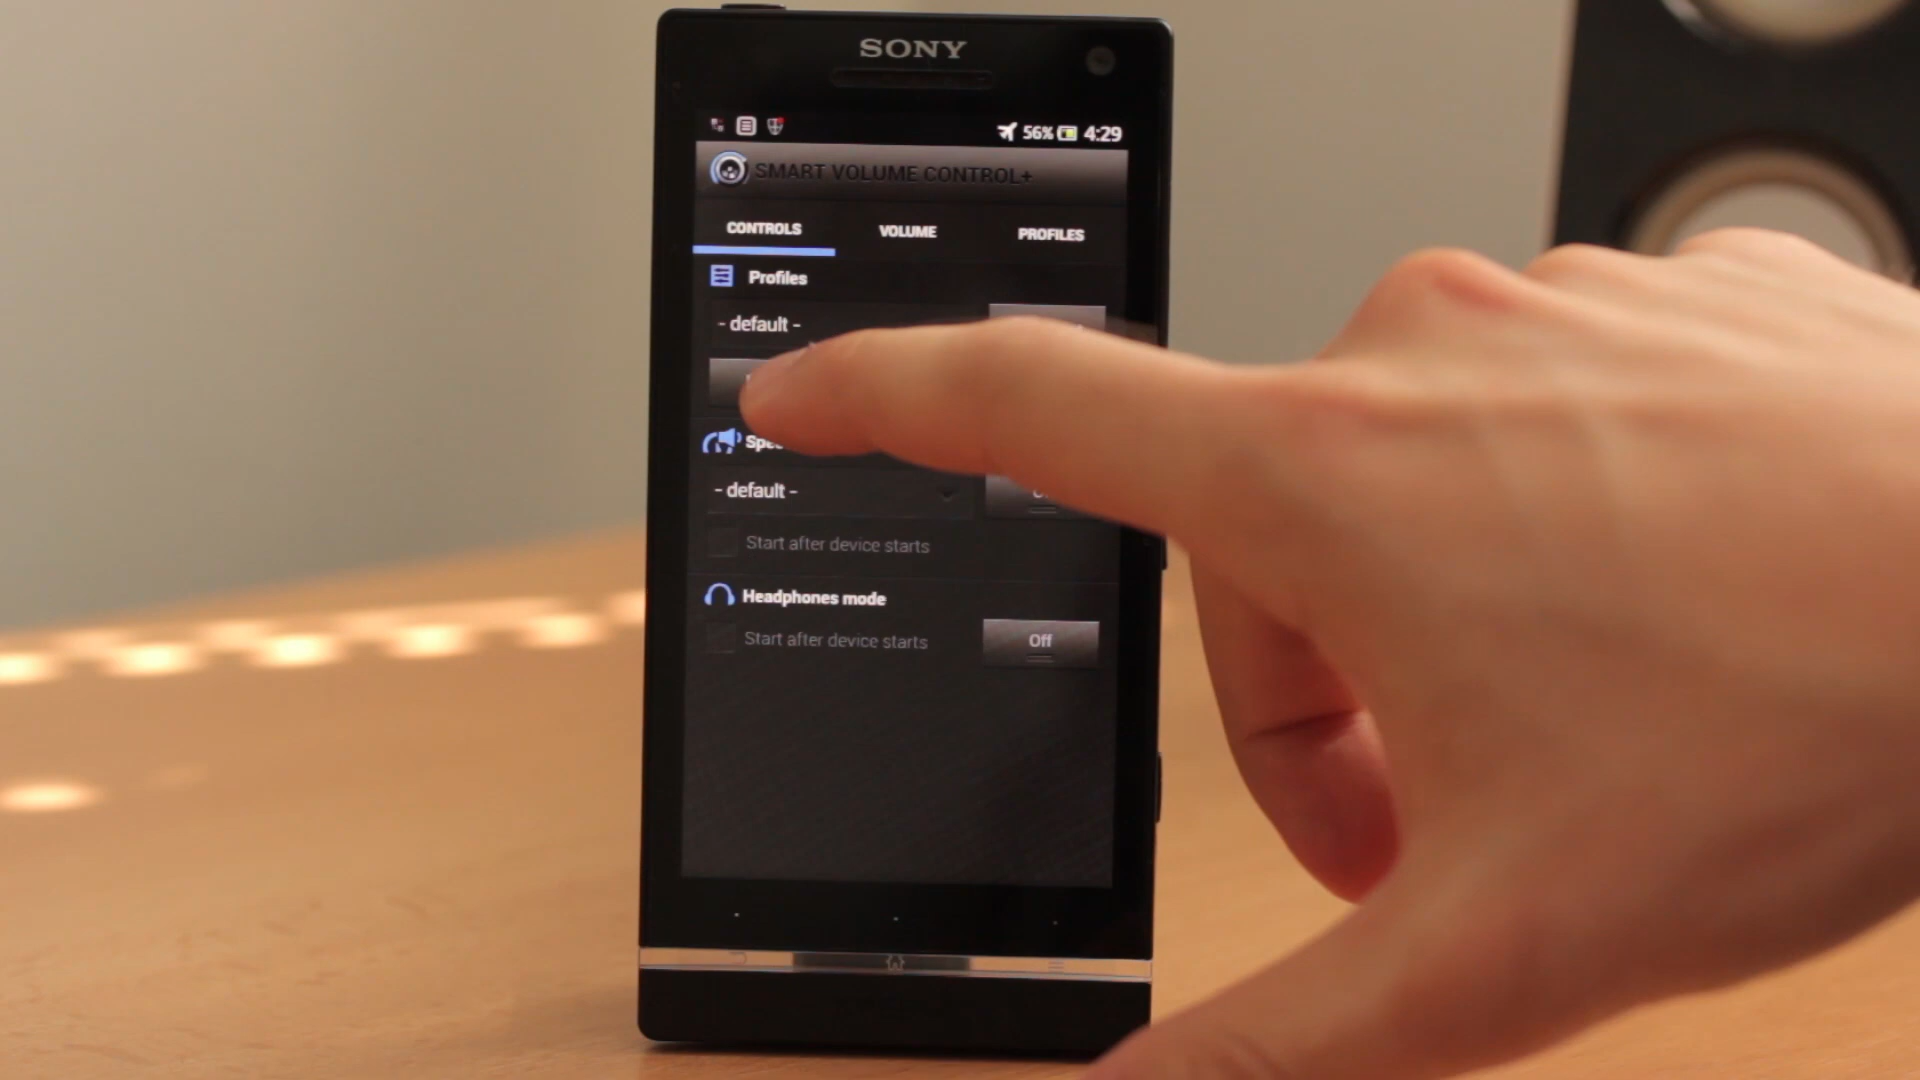 SONY
56% 4:29
SMART VOLUME CONTROL+
CONTROLS VOLUME PROFILES
Profiles
- default -
- default -
Start after device starts
Headphones mode
Start after device starts Off